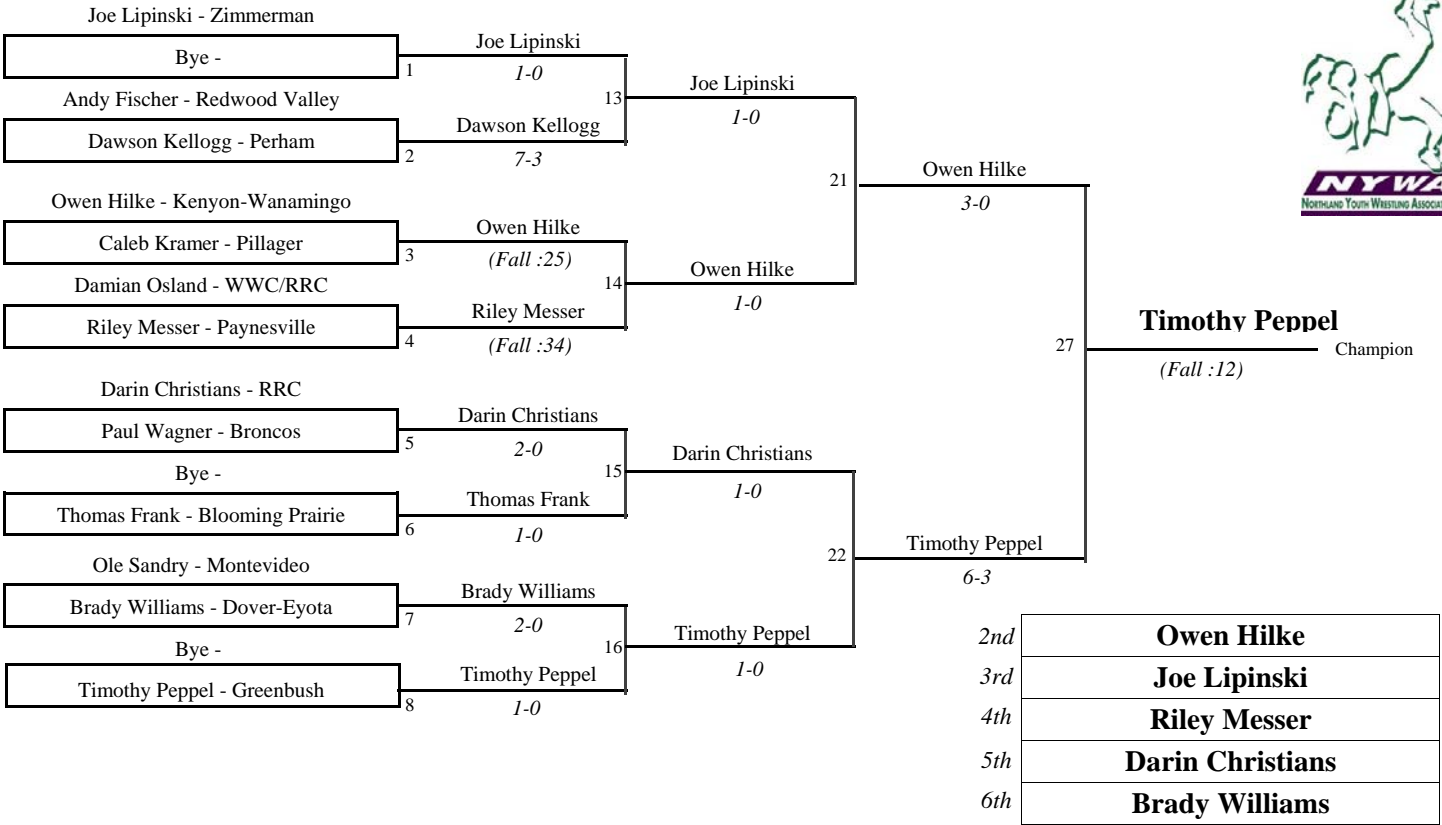 Joe Lipinski - Zimmerman
Bye -
1
Andy Fischer - Redwood Valley
Dawson Kellogg - Perham
2
Owen Hilke - Kenyon-Wanamingo
Caleb Kramer - Pillager
3
Damian Osland - WWC/RRC
Riley Messer - Paynesville
4
Darin Christians - RRC
Paul Wagner - Broncos
5
Bye -
Thomas Frank - Blooming Prairie
6
Ole Sandry - Montevideo
Brady Williams - Dover-Eyota
7
Bye -
Timothy Peppel - Greenbush
8
Joe Lipinski
1-0
13
Dawson Kellogg
7-3
Owen Hilke
(Fall :25)
14
Riley Messer
(Fall :34)
Darin Christians
2-0
15
Thomas Frank
1-0
Brady Williams
2-0
16
Timothy Peppel
1-0
Joe Lipinski
1-0
21
Owen Hilke
1-0
Darin Christians
1-0
22
Timothy Peppel
1-0
Owen Hilke
3-0
27
Timothy Peppel
6-3
Timothy Peppel
Champion
(Fall :12)
NYWA
NORTHLAND YOUTH WRESTLING
2nd Owen Hilke
3rd Joe Lipinski
4th Riley Messer
5th Darin Christians
6th Brady Williams